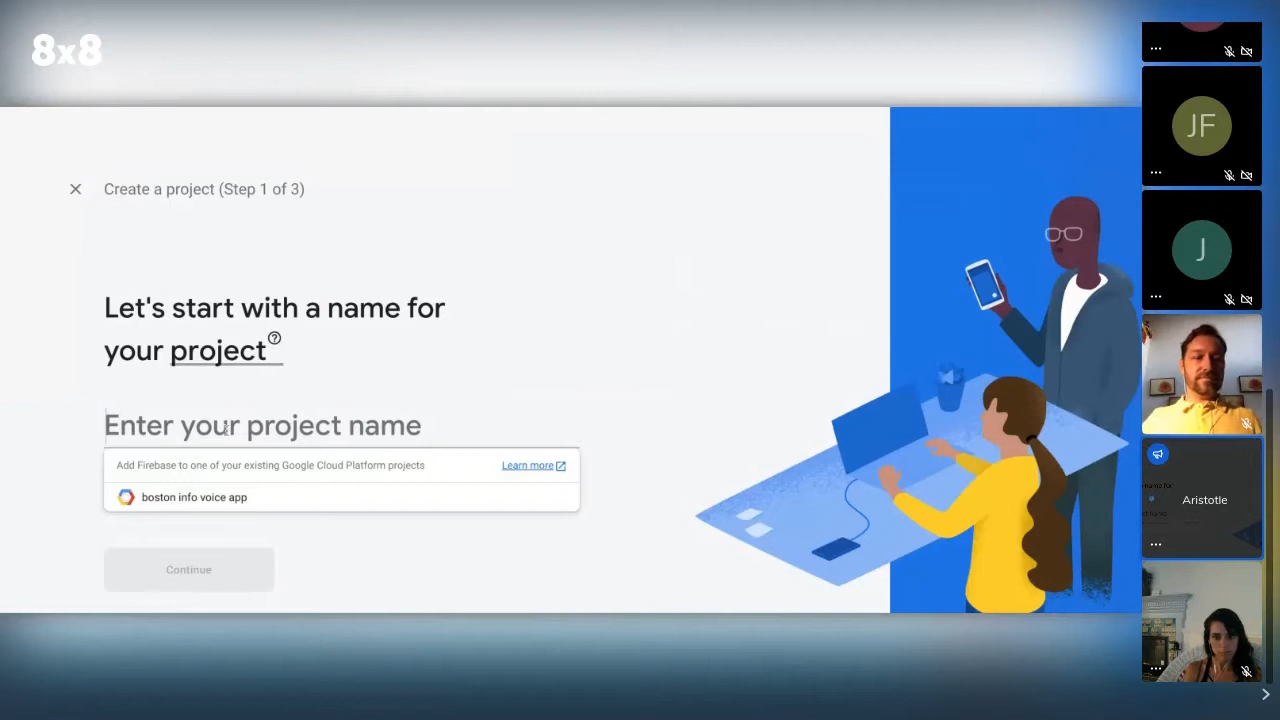 8x8
Create a project (Step 1 of 3)
Let's start with a name for
your project
Enter your project name
Add Firebase to one of your existing Google Cloud Platform projects
Learn more
boston info voice app
Continue
JF
J
Aristotle